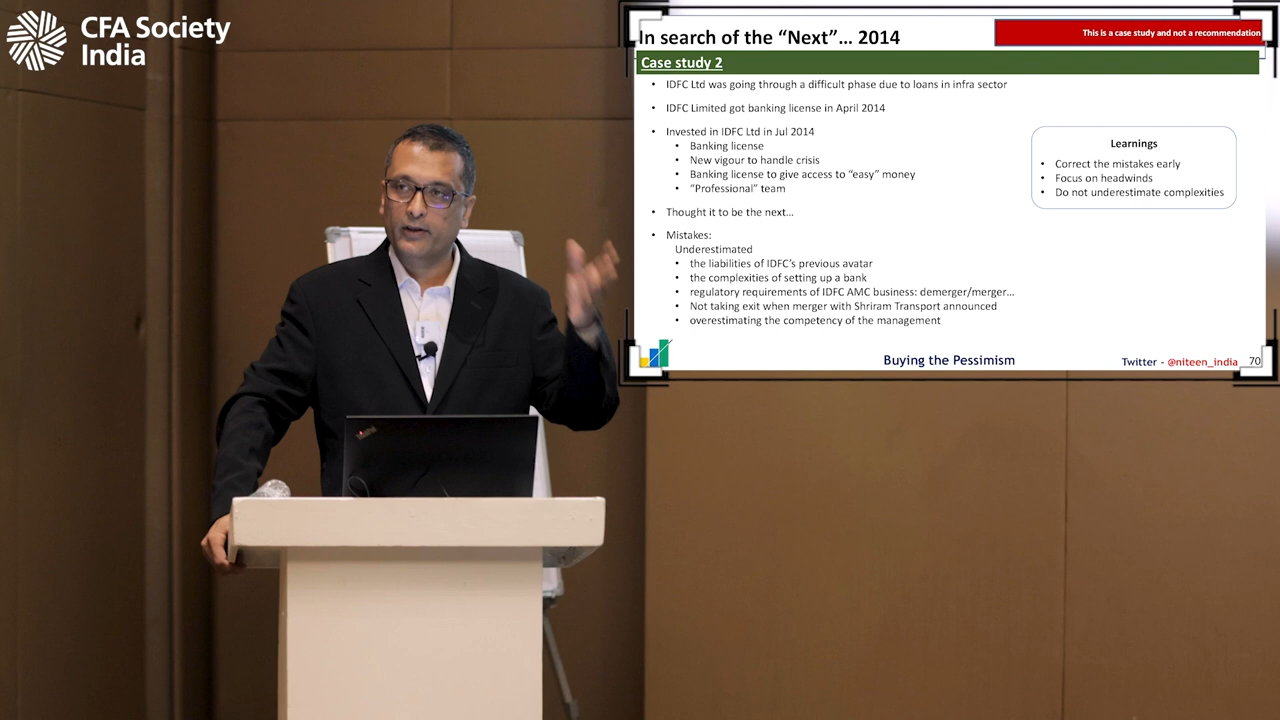 CFA Society
India
In search of the “Next”... 2014
This is a case study and not a recommendation
Case study 2
• IDFC Ltd was going through a difficult phase due to loans in infra sector
• IDFC Limited got banking license in April 2014
• Invested in IDFC Ltd in Jul 2014
• Banking license
• New vigour to handle crisis
• Banking license to give access to “easy” money
• “Professional” team
• Thought it to be the next...
• Mistakes:
Underestimated
• the liabilities of IDFC’s previous avatar
• the complexities of setting up a bank
• regulatory requirements of IDFC AMC business: demerger/merger...
• Not taking exit when merger with Shriram Transport announced
• overestimating the competency of the management
Learnings
• Correct the mistakes early
• Focus on headwinds
• Do not underestimate complexities
Buying the Pessimism
Twitter - @niteen_india
70